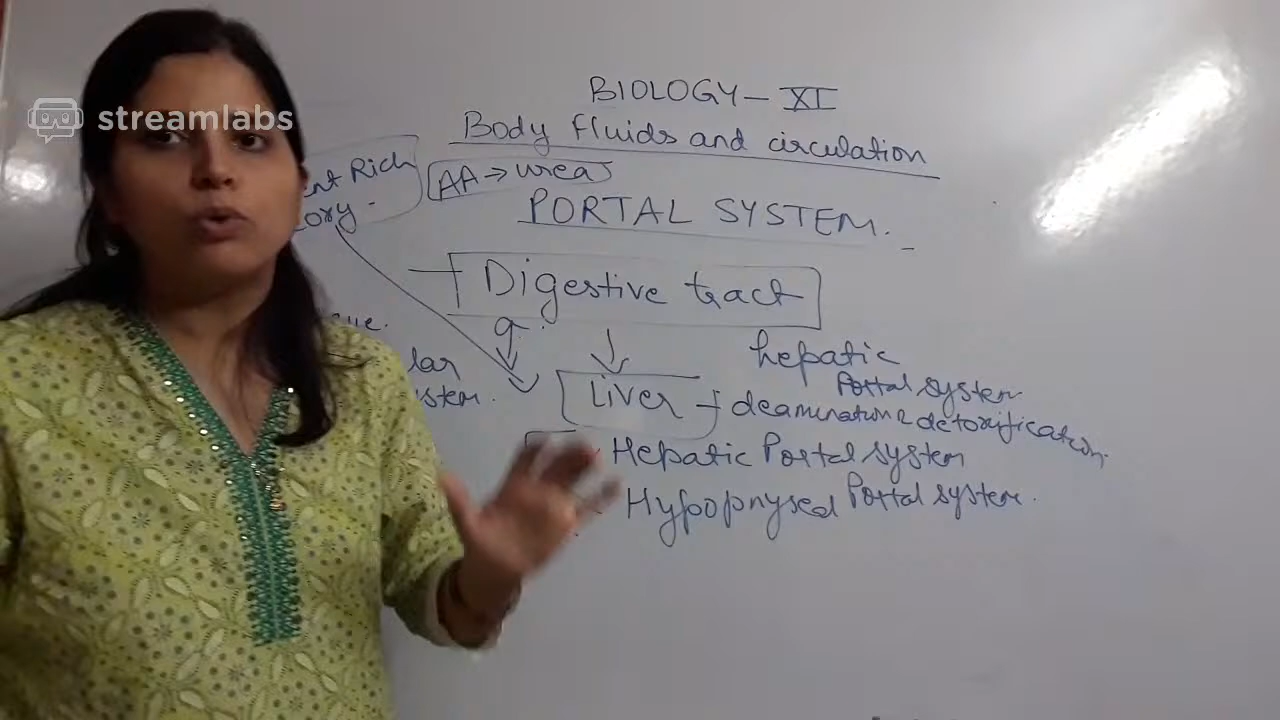 streamlabs
BIOLOGY - XI
Body fluids and circulation
Rich
AA → urea
PORTAL SYSTEM.
Digestive tract
hepatic
Portal system
Liver
deamination & detoxification.
Hepatic Portal system
Hypophyseal Portal system.